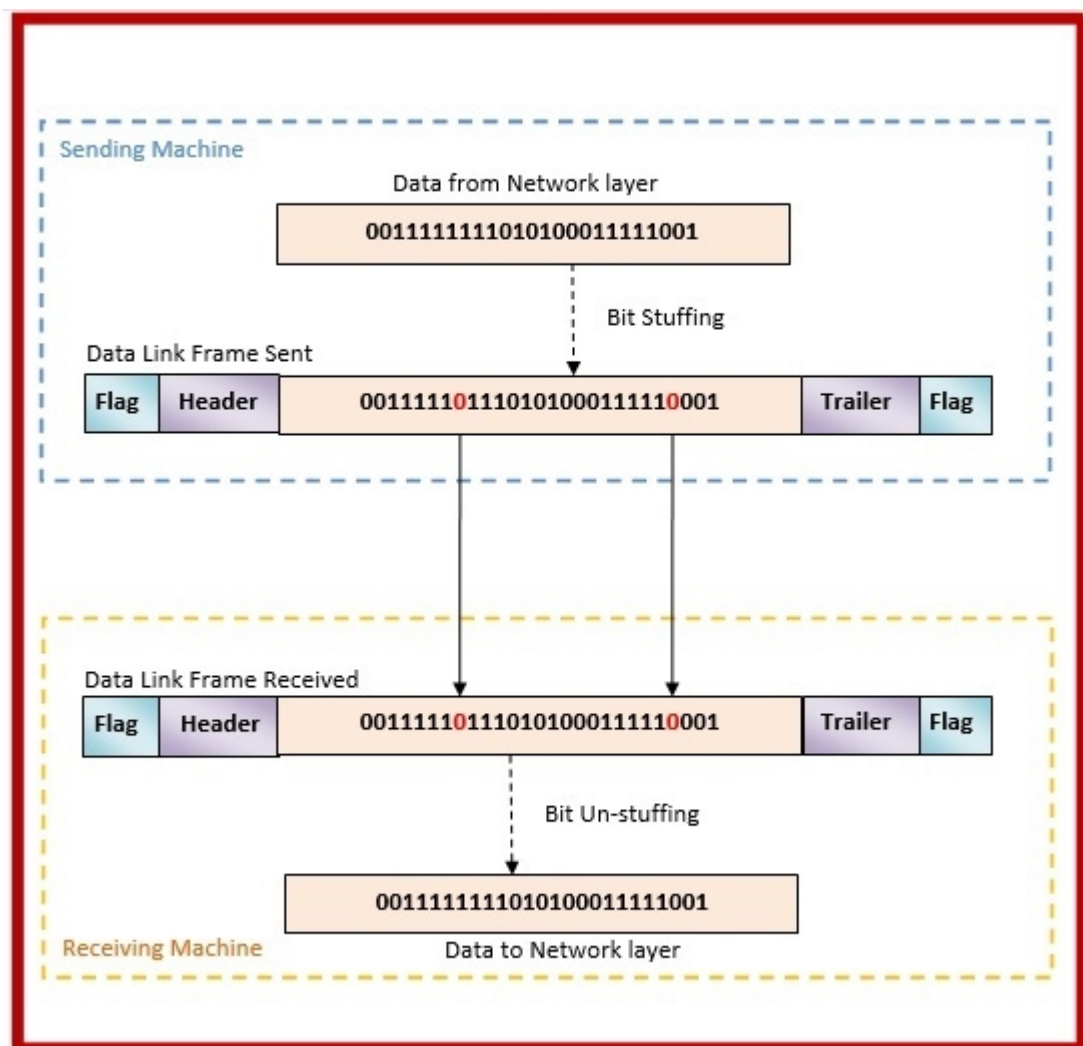 Sending Machine
Data from Network layer
0011111111010100011111001
Bit Stuffing
Data Link Frame Sent
Flag Header 001111101110101000111110001 Trailer Flag
Data Link Frame Received
Flag Header 001111101110101000111110001 Trailer Flag
Bit Un-stuffing
0011111111010100011111001
Receiving Machine
Data to Network layer